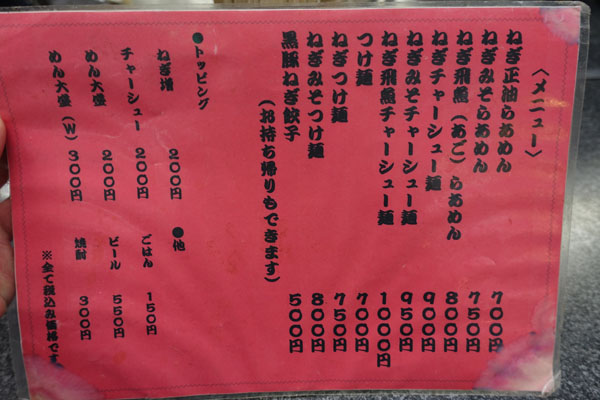 〈メニュー〉
ねぎ正油らあめん 700円
ねぎみそらあめん 750円
ねぎ飛魚（あご）らあめん 800円
ねぎチャーシュー麺 900円
ねぎみそチャーシュー麺 950円
ねぎ飛魚チャーシュー麺 1000円
つけ麺 700円
ねぎつけ麺 750円
ねぎみそつけ麺 800円
黒豚ねぎ餃子 500円
（お持ち帰りもできます）
●トッピング
ねぎ増 200円
チャーシュー 200円
めん大盛 200円
めん大盛（W） 300円
●他
ごはん 150円
ビール 550円
焼酎 300円
※全て税込み価格です